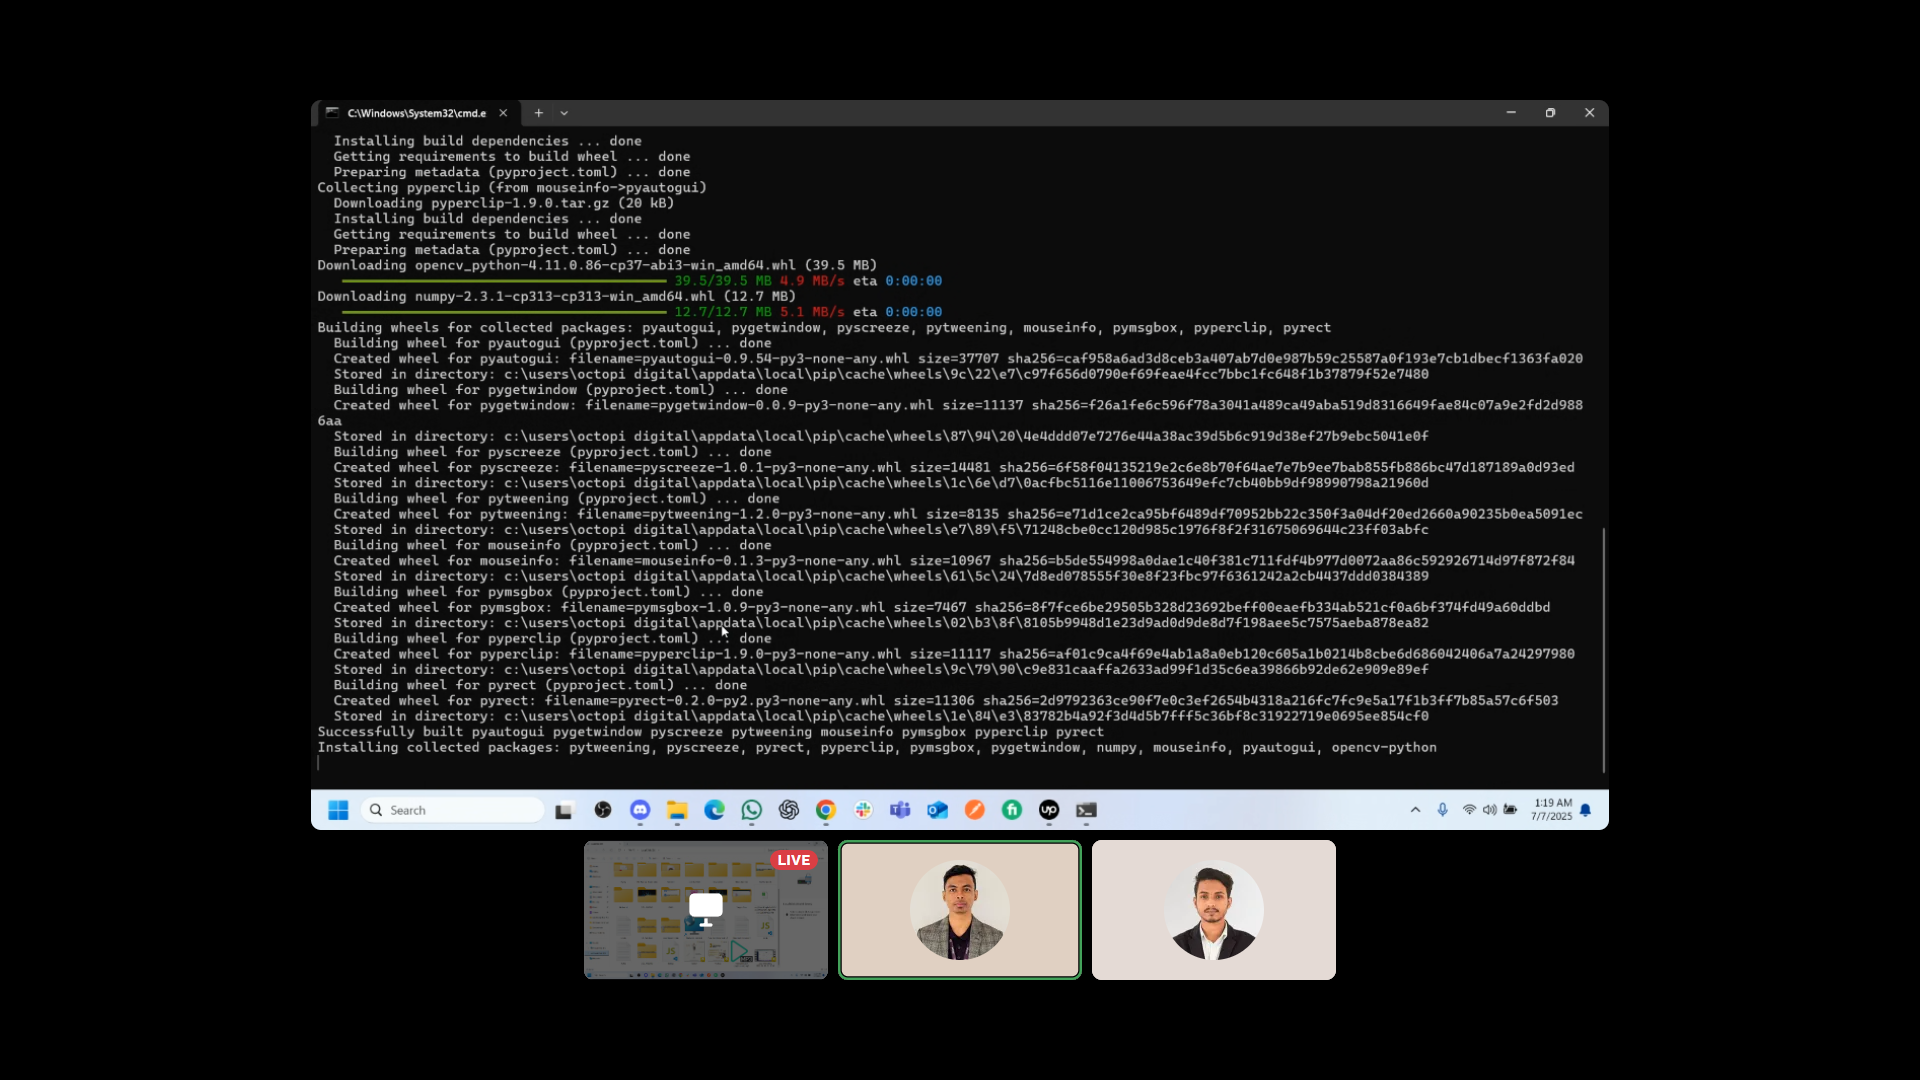 C:\Windows\System32\cmd.e
Installing build dependencies ... done
Getting requirements to build wheel ... done
Preparing metadata (pyproject.toml) ... done
Collecting pyperclip (from mouseinfo->pyautogui)
Downloading pyperclip-1.9.0.tar.gz (20 kB)
Installing build dependencies ... done
Getting requirements to build wheel ... done
Preparing metadata (pyproject.toml) ... done
Downloading opencv_python-4.11.0.86-cp37-abi3-win_amd64.whl (39.5 MB)
39.5/39.5 MB 4.9 MB/s eta 0:00:00
Downloading numpy-2.3.1-cp313-cp313-win_amd64.whl (12.7 MB)
12.7/12.7 MB 5.1 MB/s eta 0:00:00
Building wheels for collected packages: pyautogui, pygetwindow, pyscreeze, pytweening, mouseinfo, pymsgbox, pyperclip, pyrect
Building wheel for pyautogui (pyproject.toml) ... done
Created wheel for pyautogui: filename=pyautogui-0.9.54-py3-none-any.whl size=37707 sha256=caf958a6ad3d8ceb3a407ab7d0e987b59c25587a0f193e7cb1dbecf1363fa020
Stored in directory: c:\users\octopi digital\appdata\local\pip\cache\wheels\9c\22\e7\c97f656d0790ef69feae4fcc7bbc1fc648f1b37879f52e7480
Building wheel for pygetwindow (pyproject.toml) ... done
Created wheel for pygetwindow: filename=pygetwindow-0.0.9-py3-none-any.whl size=11137 sha256=f26a1fe6c596f78a3041a489ca49aba519d8316649fae84c07a9e2fd2d988
6aa
Stored in directory: c:\users\octopi digital\appdata\local\pip\cache\wheels\87\94\20\4e4ddd07e7276e44a38ac39d5b6c919d38ef27b9ebc5041e0f
Building wheel for pyscreeze (pyproject.toml) ... done
Created wheel for pyscreeze: filename=pyscreeze-1.0.1-py3-none-any.whl size=14481 sha256=6f58f04135219e2c6e8b70f64ae7e7b9ee7bab855fb886bc47d187189a0d93ed
Stored in directory: c:\users\octopi digital\appdata\local\pip\cache\wheels\1c\6e\d7\0acfbc5116e11006753649efc7cb40bb9df98990798a21960d
Building wheel for pytweening (pyproject.toml) ... done
Created wheel for pytweening: filename=pytweening-1.2.0-py3-none-any.whl size=8135 sha256=e71d1ce2ca95bf6489df70952bb22c350f3a04df20ed2660a90235b0ea5091ec
Stored in directory: c:\users\octopi digital\appdata\local\pip\cache\wheels\e7\89\f5\71248cbe0cc120d985c1976f8f2f31675069644c23ff03abfc
Building wheel for mouseinfo (pyproject.toml) ... done
Created wheel for mouseinfo: filename=mouseinfo-0.1.3-py3-none-any.whl size=10967 sha256=b5de554998a0dae1c40f381c711fdf4b977d0072aa86c592926714d97f872f84
Stored in directory: c:\users\octopi digital\appdata\local\pip\cache\wheels\61\5c\24\7d8ed078555f30e8f23fbc97f6361242a2cb4437ddd0384389
Building wheel for pymsgbox (pyproject.toml) ... done
Created wheel for pymsgbox: filename=pymsgbox-1.0.9-py3-none-any.whl size=7467 sha256=8f7fce6be29505b328d23692beff00eaefb334ab521cf0a6bf374fd49a60ddbd
Stored in directory: c:\users\octopi digital\appdata\local\pip\cache\wheels\02\b3\8f\8105b9948d1e23d9ad0d9de8d7f198aee5c7575aeba878ea82
Building wheel for pyperclip (pyproject.toml) ... done
Created wheel for pyperclip: filename=pyperclip-1.9.0-py3-none-any.whl size=11117 sha256=af01c9ca4f69e4ab1a8a0eb120c605a1b0214b8cbe6d686042406a7a24297980
Stored in directory: c:\users\octopi digital\appdata\local\pip\cache\wheels\9c\79\90\c9e831caaffa2633ad99f1d35c6ea39866b92de62e909e89ef
Building wheel for pyrect (pyproject.toml) ... done
Created wheel for pyrect: filename=pyrect-0.2.0-py2.py3-none-any.whl size=11306 sha256=2d9792363ce90f7e0c3ef2654b4318a216fc7fc9e5a17f1b3ff7b85a57c6f503
Stored in directory: c:\users\octopi digital\appdata\local\pip\cache\wheels\1e\84\e3\83782b4a92f3d4d5b7fff5c36bf8c31922719e0695ee854cf0
Successfully built pyautogui pygetwindow pyscreeze pytweening mouseinfo pymsgbox pyperclip pyrect
Installing collected packages: pytweening, pyscreeze, pyrect, pyperclip, pymsgbox, pygetwindow, numpy, mouseinfo, pyautogui, opencv-python
Search
1:19 AM
7/7/2025
LIVE